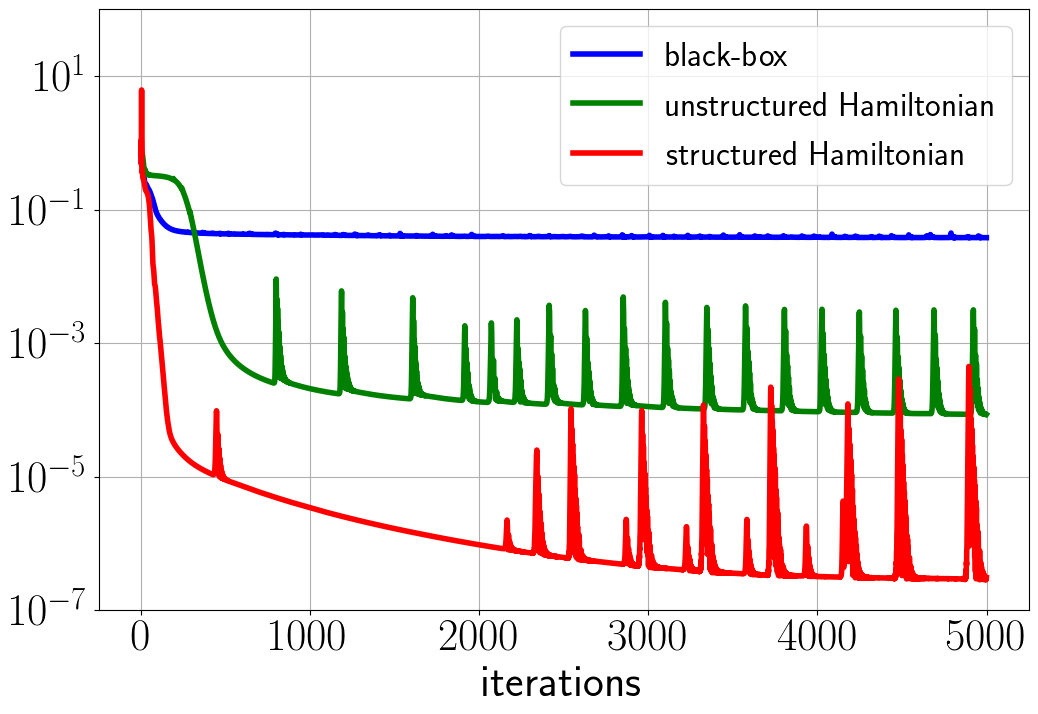 black-box
unstructured Hamiltonian
structured Hamiltonian
10^1
10^{-1}
10^{-3}
10^{-5}
10^{-7}
0 1000 2000 3000 4000 5000
iterations